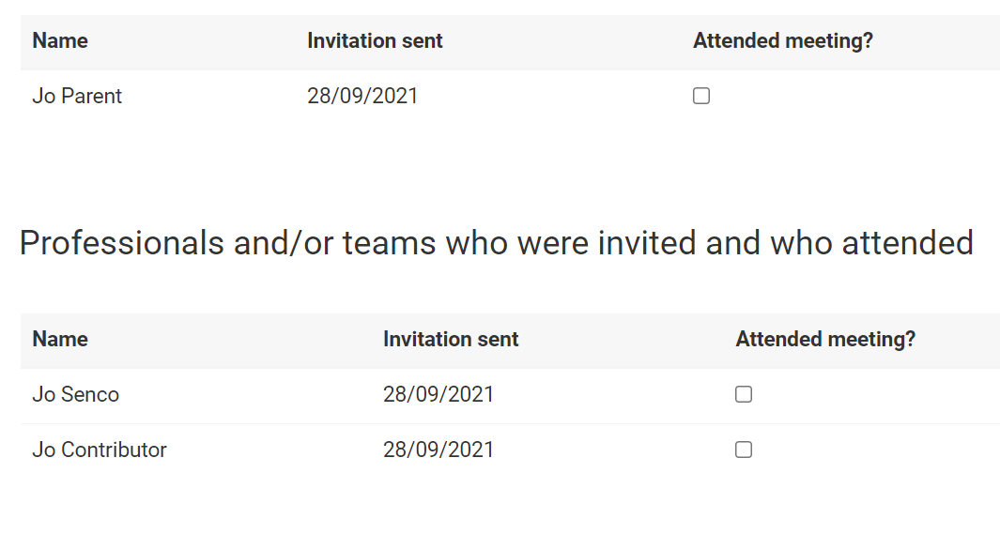 Name Invitation sent Attended meeting?
Jo Parent 28/09/2021
Professionals and/or teams who were invited and who attended
Name Invitation sent Attended meeting?
Jo Senco 28/09/2021
Jo Contributor 28/09/2021